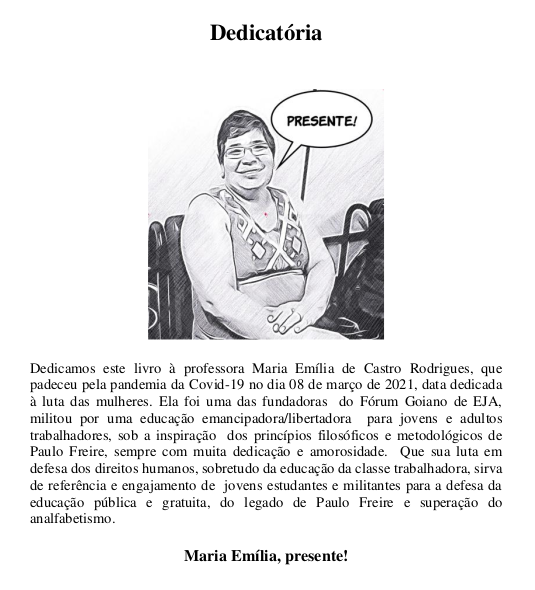 Dedicatória
PRESENTE!
Dedicamos este livro à professora Maria Emília de Castro Rodrigues, que
padeceu pela pandemia da Covid-19 no dia 08 de março de 2021, data dedicada
à luta das mulheres. Ela foi uma das fundadoras do Fórum Goiano de EJA,
militou por uma educação emancipadora/libertadora para jovens e adultos
trabalhadores, sob a inspiração dos princípios filosóficos e metodológicos de
Paulo Freire, sempre com muita dedicação e amorosidade. Que sua luta em
defesa dos direitos humanos, sobretudo da educação da classe trabalhadora, sirva
de referência e engajamento de jovens estudantes e militantes para a defesa da
educação pública e gratuita, do legado de Paulo Freire e superação do
analfabetismo.
Maria Emília, presente!